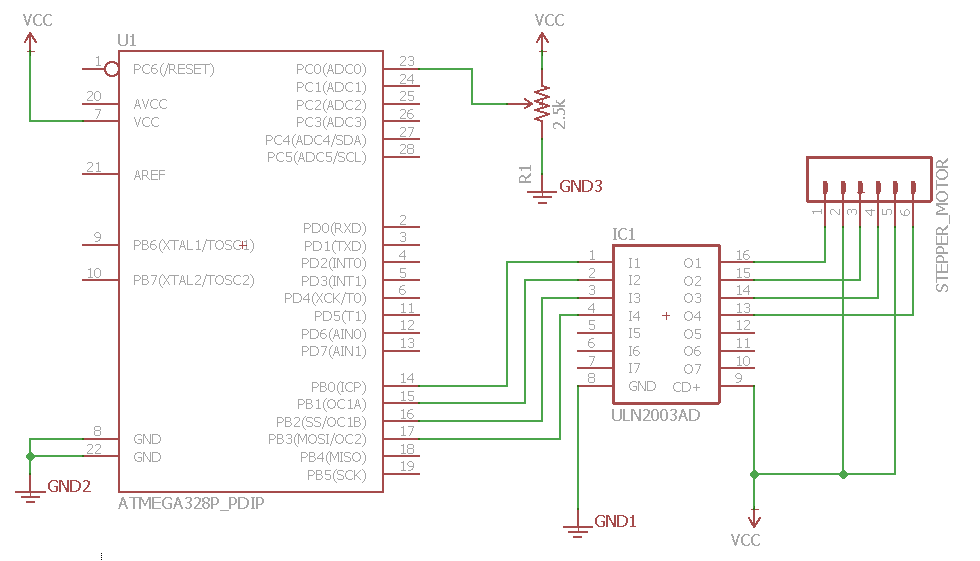 VCC
U1
1 PC6(/RESET)
20 AVCC
7 VCC
21 AREF
9 PB6(XTAL1/TOSC1)
10 PB7(XTAL2/TOSC2)
8 GND
22 GND
GND2
PC0(ADC0) 23
PC1(ADC1) 24
PC2(ADC2) 25
PC3(ADC3) 26
PC4(ADC4/SDA) 27
PC5(ADC5/SCL) 28
PD0(RXD) 2
PD1(TXD) 3
PD2(INT0) 4
PD3(INT1) 5
PD4(XCK/T0) 6
PD5(T1) 11
PD6(AIN0) 12
PD7(AIN1) 13
PB0(ICP) 14
PB1(OC1A) 15
PB2(SS/OC1B) 16
PB3(MOSI/OC2) 17
PB4(MISO) 18
PB5(SCK) 19
ATMEGA328P_PDIP
VCC
2.5k
R1
GND3
IC1
1 I1 O1 16
2 I2 O2 15
3 I3 O3 14
4 I4 O4 13
5 I5 O5 12
6 I6 O6 11
7 I7 O7 10
8 GND CD+ 9
ULN2003AD
GND1
VCC
1 2 3 4 5 6
STEPPER_MOTOR